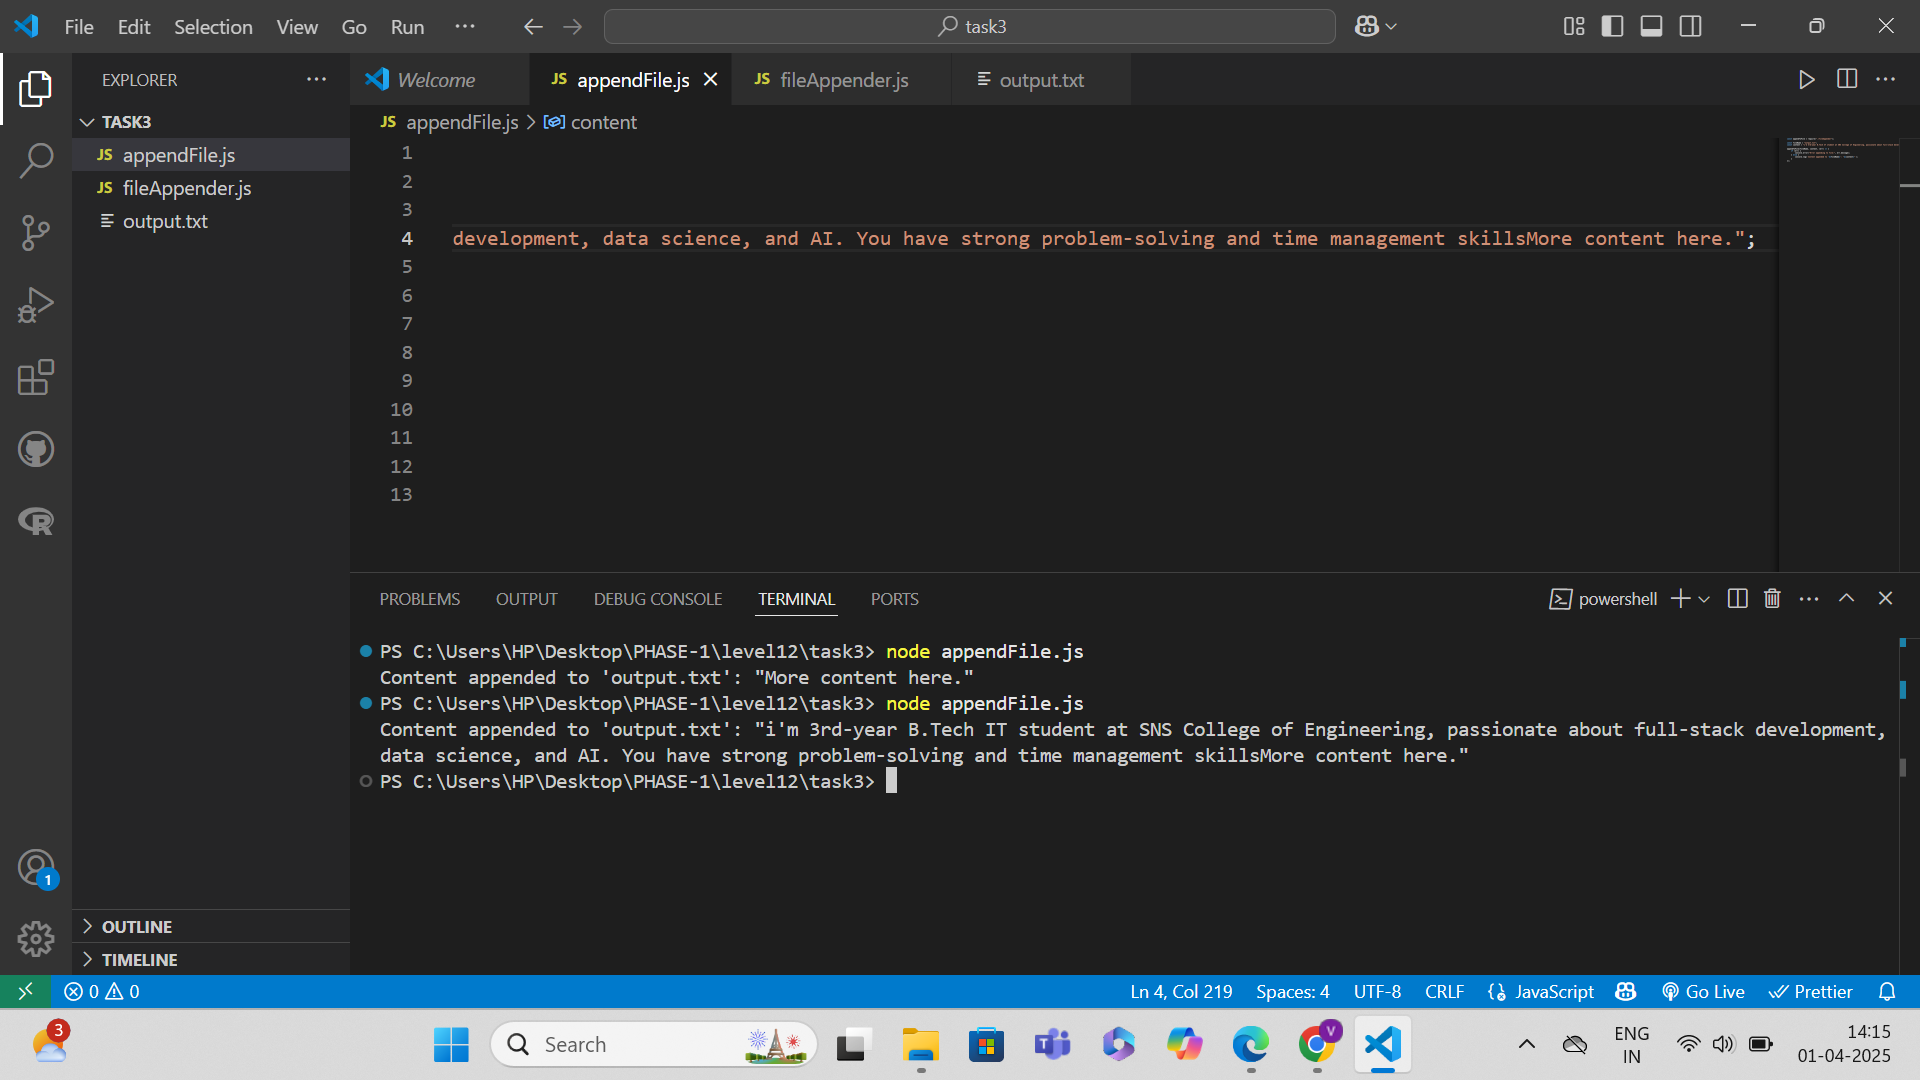 File Edit Selection View Go Run ··· task3
EXPLORER ···
Welcome JS appendFile.js JS fileAppender.js output.txt
TASK3
JS appendFile.js > content
JS appendFile.js
JS fileAppender.js
output.txt
1
2
3
4 development, data science, and AI. You have strong problem-solving and time management skillsMore content here.";
5
6
7
8
9
10
11
12
13
PROBLEMS OUTPUT DEBUG CONSOLE TERMINAL PORTS powershell
PS C:\Users\HP\Desktop\PHASE-1\level12\task3> node appendFile.js
Content appended to 'output.txt': "More content here."
PS C:\Users\HP\Desktop\PHASE-1\level12\task3> node appendFile.js
Content appended to 'output.txt': "i'm 3rd-year B.Tech IT student at SNS College of Engineering, passionate about full-stack development,
data science, and AI. You have strong problem-solving and time management skillsMore content here."
PS C:\Users\HP\Desktop\PHASE-1\level12\task3>
1
OUTLINE
TIMELINE
0 0 Ln 4, Col 219 Spaces: 4 UTF-8 CRLF JavaScript Go Live Prettier
3 Search V ENG 14:15
IN 01-04-2025